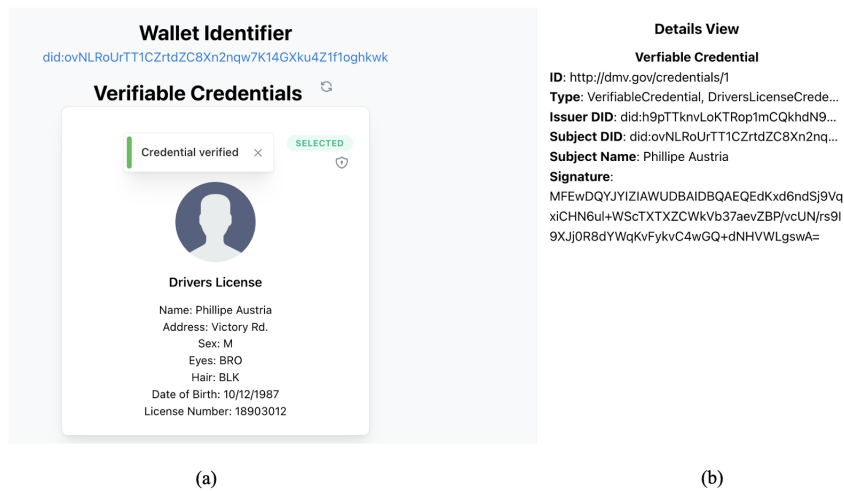 Wallet Identifier
did:ovNLRoUrTT1CZrtdZC8Xn2nqw7K14GXku4Z1f1oghkwk
Verifiable Credentials
Credential verified
SELECTED
Drivers License
Name: Phillipe Austria
Address: Victory Rd.
Sex: M
Eyes: BRO
Hair: BLK
Date of Birth: 10/12/1987
License Number: 18903012
(a)
Details View
Verfiable Credential
ID: http://dmv.gov/credentials/1
Type: VerifiableCredential, DriversLicenseCrede...
Issuer DID: did:h9pTTknvLoKTRop1mCQkhdN9...
Subject DID: did:ovNLRoUrTT1CZrtdZC8Xn2nq...
Subject Name: Phillipe Austria
Signature:
MFEwDQYJYIZIAWUDBAIDBQAEQEdKxd6ndSj9Vq
xiCHN6ul+WScTXTXZCWkVb37aevZBP/vcUN/rs9l
9XJj0R8dYWqKvFykvC4wGQ+dNHVWLgswA=
(b)